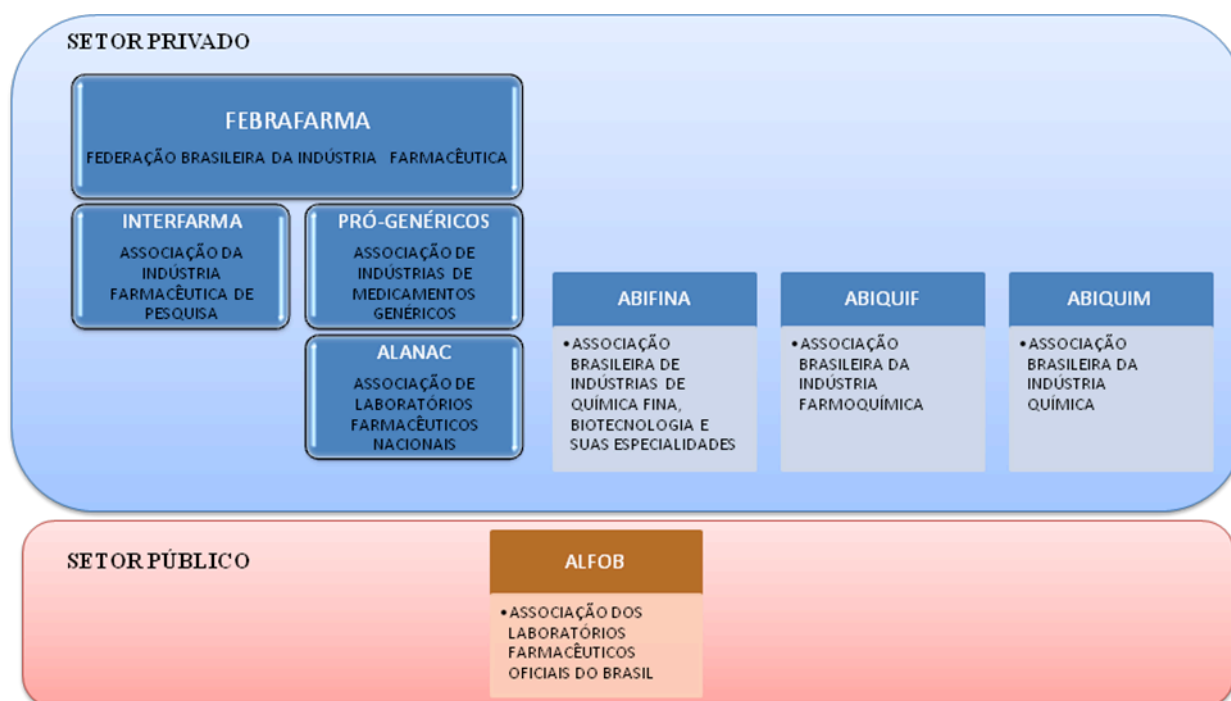 SETOR PRIVADO
FEBRAFARMA
FEDERAÇÃO BRASILEIRA DA INDÚSTRIA FARMACÊUTICA
INTERFARMA
ASSOCIAÇÃO DA
INDÚSTRIA
FARMACÊUTICA DE
PESQUISA
PRÓ-GENÉRICOS
ASSOCIAÇÃO DE
INDÚSTRIAS DE
MEDICAMENTOS
GENÉRICOS
ALANAC
ASSOCIAÇÃO DE
LABORATÓRIOS
FARMACÊUTICOS
NACIONAIS
ABIFINA
•ASSOCIAÇÃO
BRASILEIRA DE
INDÚSTRIAS DE
QUÍMICA FINA,
BIOTECNOLOGIA E
SUAS ESPECIALIDADES
ABIQUIF
•ASSOCIAÇÃO
BRASILEIRA DA
INDÚSTRIA
FARMOQUÍMICA
ABIQUIM
•ASSOCIAÇÃO
BRASILEIRA DA
INDÚSTRIA
QUÍMICA
SETOR PÚBLICO
ALFOB
•ASSOCIAÇÃO DOS
LABORATÓRIOS
FARMACÊUTICOS
OFICIAIS DO BRASIL